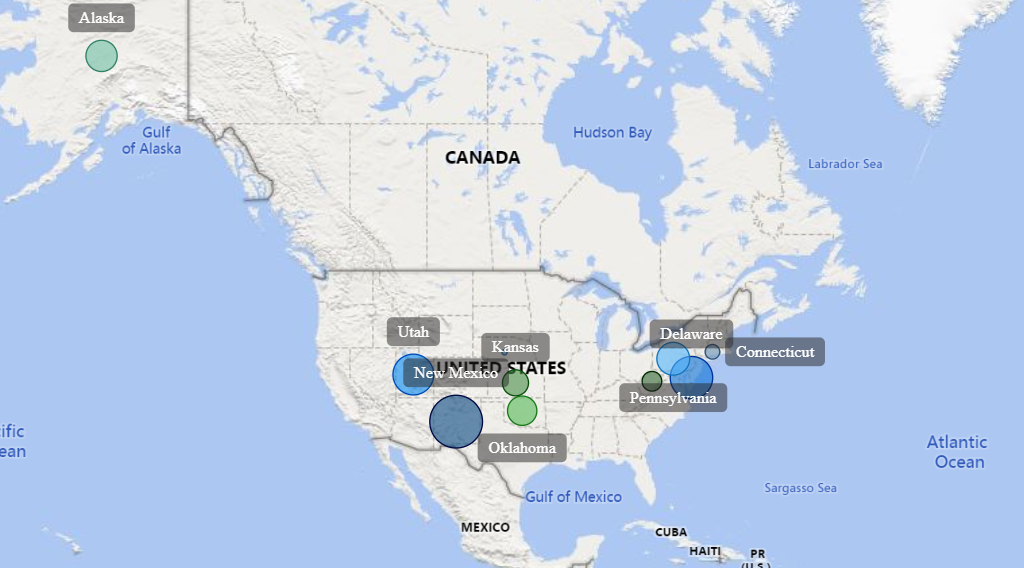 Alaska
Gulf
of Alaska
Hudson Bay
CANADA
Labrador Sea
Utah
Delaware
Kansas
Connecticut
UNITED STATES
New Mexico
Pennsylvania
Oklahoma
ific
ean
Atlantic
Ocean
Sargasso Sea
Gulf of Mexico
MEXICO
CUBA
HAITI
PR
(U.S.)